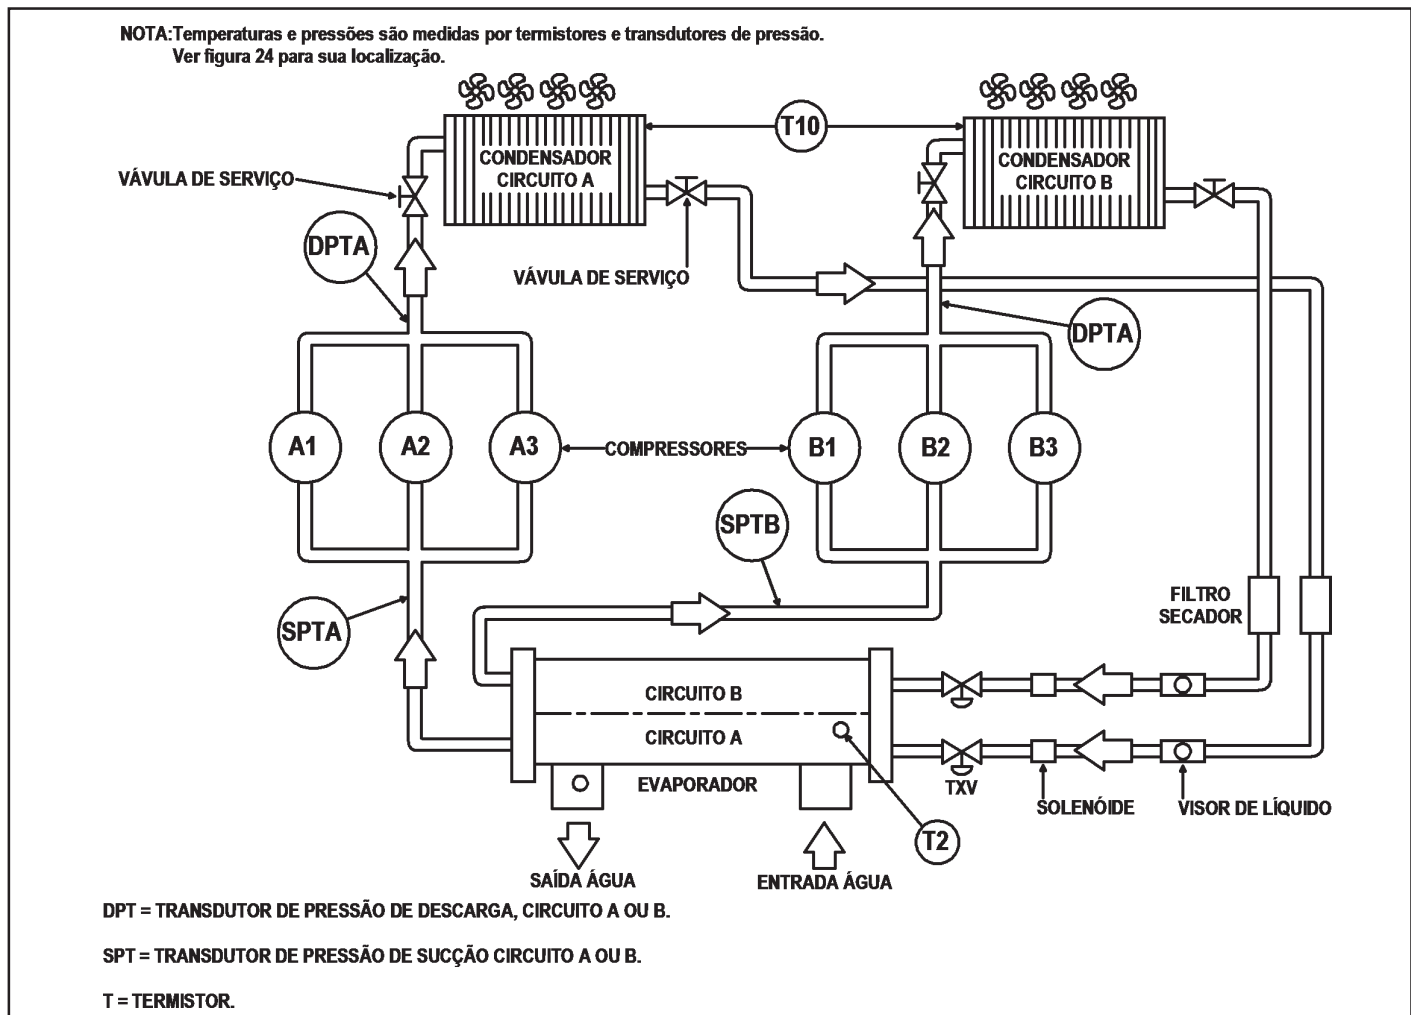 NOTA:Temperaturas e pressões são medidas por termistores e transdutores de pressão.
Ver figura 24 para sua localização.
T10
CONDENSADOR
CIRCUITO A
CONDENSADOR
CIRCUITO B
VÁVULA DE SERVIÇO
DPTA
VÁVULA DE SERVIÇO
DPTA
A1
A2
A3
COMPRESSORES
B1
B2
B3
SPTB
SPTA
FILTRO
SECADOR
CIRCUITO B
CIRCUITO A
EVAPORADOR
TXV
SOLENÓIDE
VISOR DE LÍQUIDO
T2
SAÍDA ÁGUA
ENTRADA ÁGUA
DPT = TRANSDUTOR DE PRESSÃO DE DESCARGA, CIRCUITO A OU B.
SPT = TRANSDUTOR DE PRESSÃO DE SUCÇÃO CIRCUITO A OU B.
T = TERMISTOR.